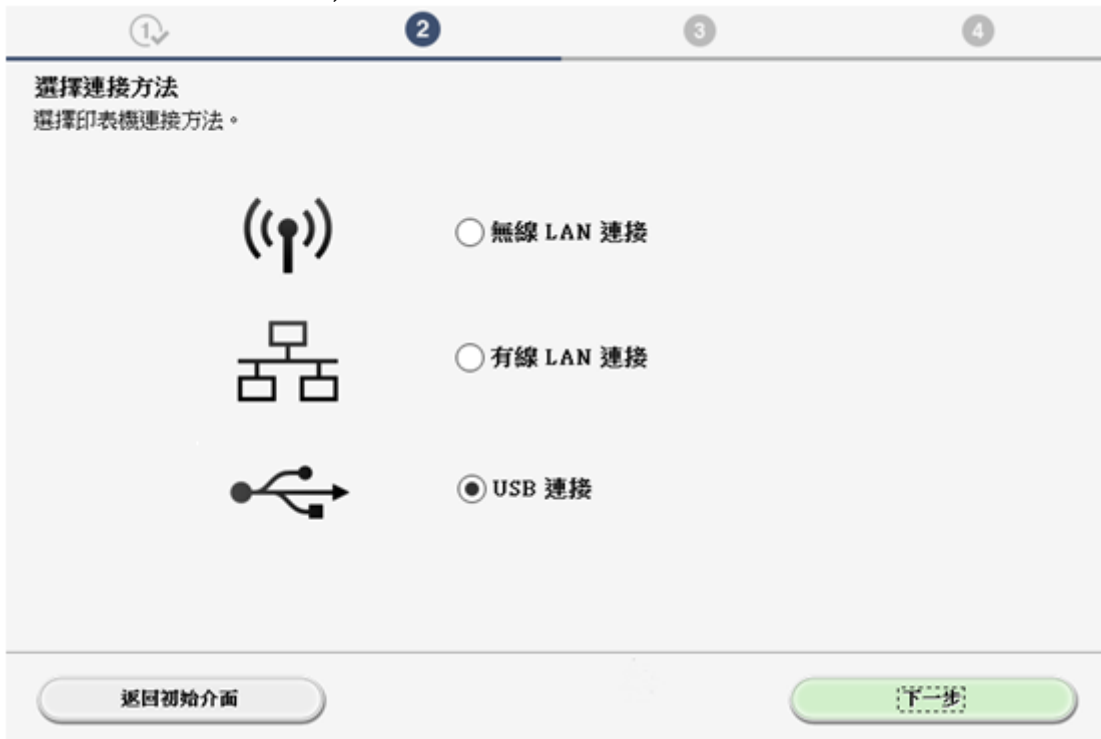 1 2 3 4
選擇連接方法
選擇印表機連接方法。
無線 LAN 連接
有線 LAN 連接
USB 連接
返回初始介面 下一步